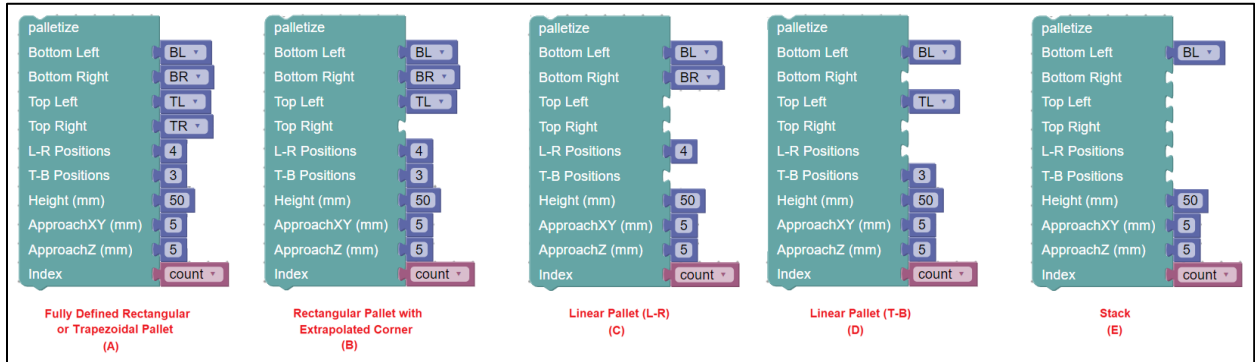 palletize
Bottom Left BL
Bottom Right BR
Top Left TL
Top Right TR
L-R Positions 4
T-B Positions 3
Height (mm) 50
ApproachXY (mm) 5
ApproachZ (mm) 5
Index count
Fully Defined Rectangular
or Trapezoidal Pallet
(A)
palletize
Bottom Left BL
Bottom Right BR
Top Left TL
Top Right
L-R Positions 4
T-B Positions 3
Height (mm) 50
ApproachXY (mm) 5
ApproachZ (mm) 5
Index count
Rectangular Pallet with
Extrapolated Corner
(B)
palletize
Bottom Left BL
Bottom Right BR
Top Left
Top Right
L-R Positions 4
T-B Positions
Height (mm) 50
ApproachXY (mm) 5
ApproachZ (mm) 5
Index count
Linear Pallet (L-R)
(C)
palletize
Bottom Left BL
Bottom Right
Top Left TL
Top Right
L-R Positions
T-B Positions 3
Height (mm) 50
ApproachXY (mm) 5
ApproachZ (mm) 5
Index count
Linear Pallet (T-B)
(D)
palletize
Bottom Left BL
Bottom Right
Top Left
Top Right
L-R Positions
T-B Positions
Height (mm) 50
ApproachXY (mm) 5
ApproachZ (mm) 5
Index count
Stack
(E)